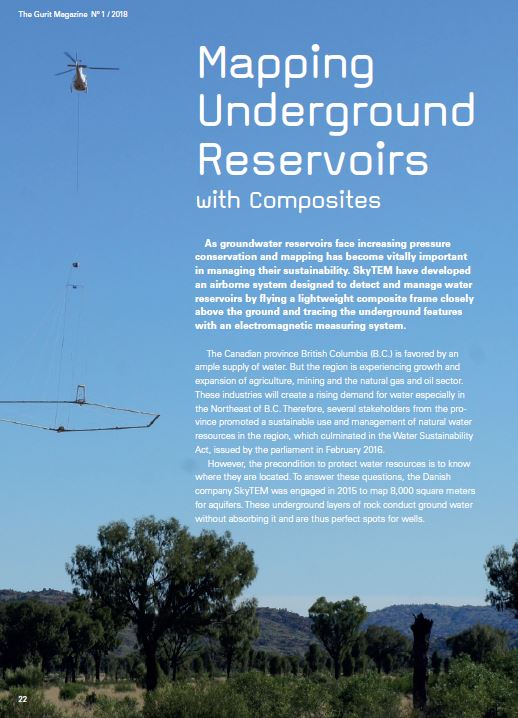 The Gurit Magazine N° 1 / 2018
Mapping
Underground
Reservoirs
with Composites
As groundwater reservoirs face increasing pressure
conservation and mapping has become vitally important
in managing their sustainability. SkyTEM have developed
an airborne system designed to detect and manage water
reservoirs by flying a lightweight composite frame closely
above the ground and tracing the underground features
with an electromagnetic measuring system.
The Canadian province British Columbia (B.C.) is favored by an
ample supply of water. But the region is experiencing growth and
expansion of agriculture, mining and the natural gas and oil sector.
These industries will create a rising demand for water especially in
the Northeast of B.C. Therefore, several stakeholders from the pro-
vince promoted a sustainable use and management of natural water
resources in the region, which culminated in the Water Sustainability
Act, issued by the parliament in February 2016.
However, the precondition to protect water resources is to know
where they are located. To answer these questions, the Danish
company SkyTEM was engaged in 2015 to map 8,000 square meters
for aquifers. These underground layers of rock conduct ground water
without absorbing it and are thus perfect spots for wells.
22